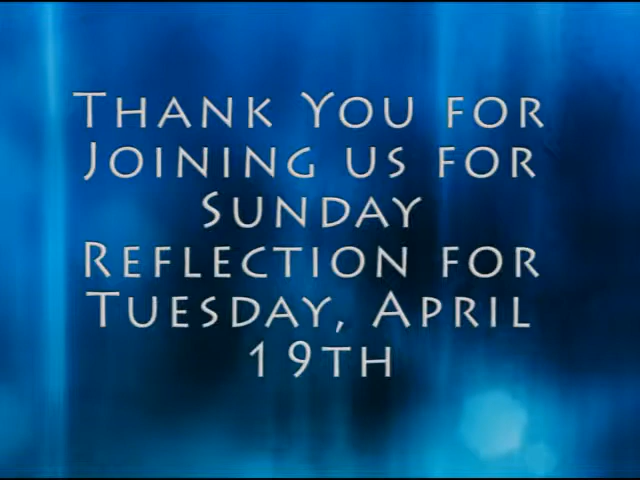 Thank You for
Joining us for
Sunday
Reflection for
Tuesday, April
19th